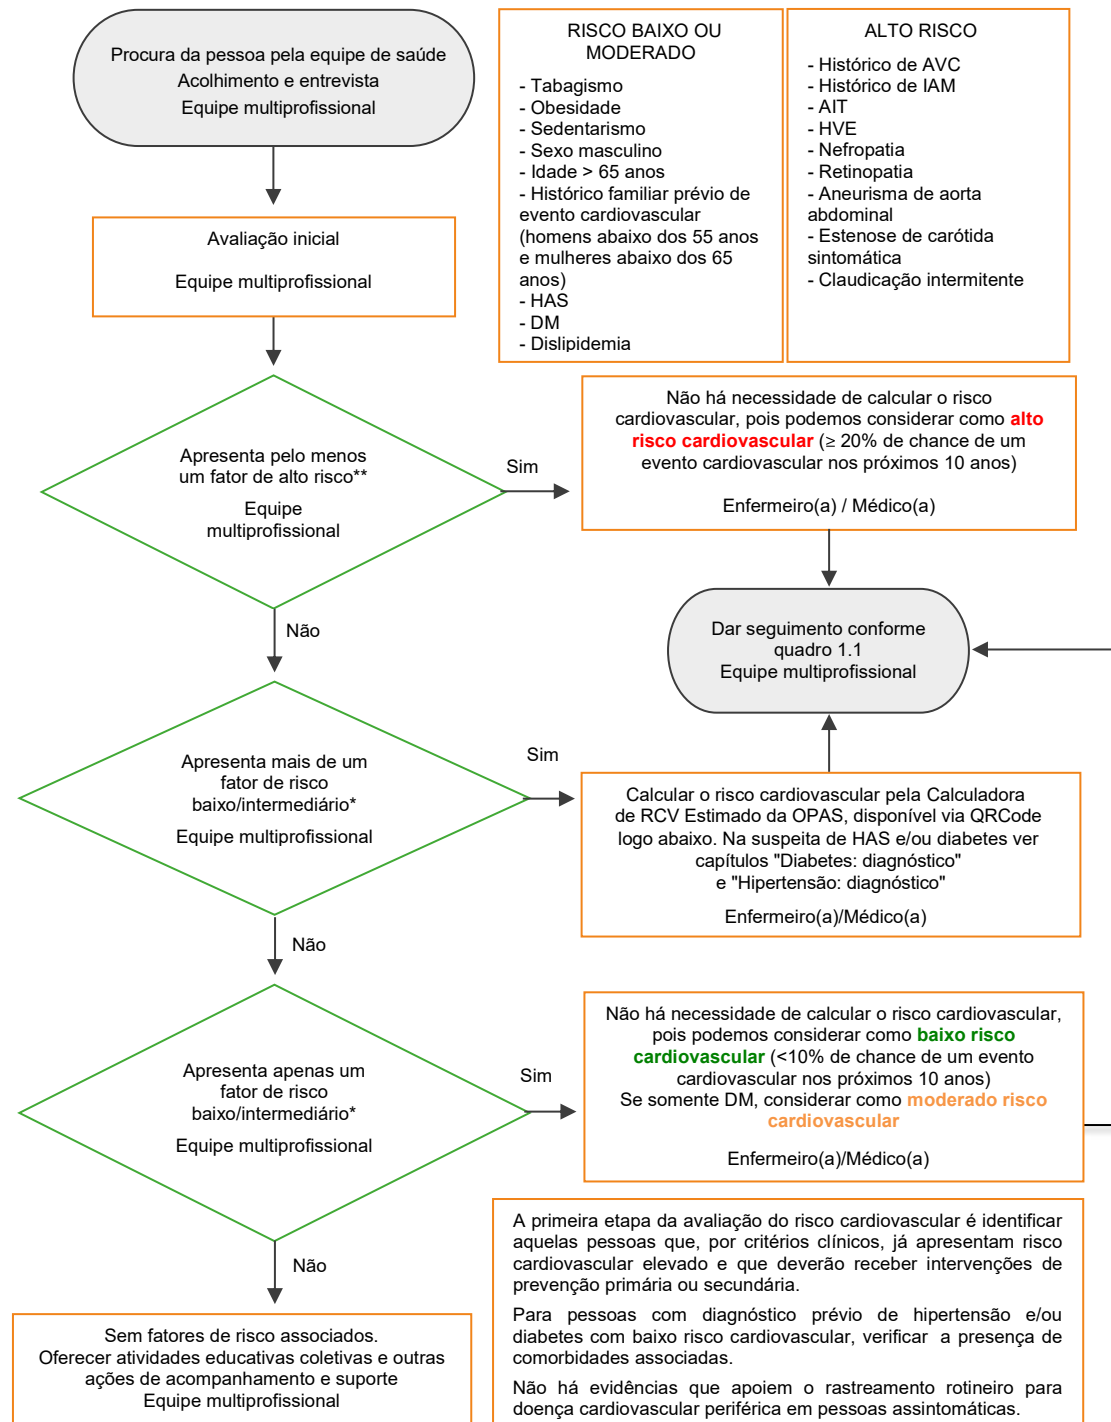 Procura da pessoa pela equipe de saúde
Acolhimento e entrevista
Equipe multiprofissional
RISCO BAIXO OU
MODERADO
- Tabagismo
- Obesidade
- Sedentarismo
- Sexo masculino
- Idade > 65 anos
- Histórico familiar prévio de
evento cardiovascular
(homens abaixo dos 55 anos
e mulheres abaixo dos 65
anos)
- HAS
- DM
- Dislipidemia
ALTO RISCO
- Histórico de AVC
- Histórico de IAM
- AIT
- HVE
- Nefropatia
- Retinopatia
- Aneurisma de aorta
abdominal
- Estenose de carótida
sintomática
- Claudicação intermitente
Avaliação inicial
Equipe multiprofissional
Apresenta pelo menos
um fator de alto risco**
Equipe
multiprofissional
Sim
Não há necessidade de calcular o risco
cardiovascular, pois podemos considerar como alto
risco cardiovascular (≥ 20% de chance de um
evento cardiovascular nos próximos 10 anos)
Enfermeiro(a) / Médico(a)
Não
Dar seguimento conforme
quadro 1.1
Equipe multiprofissional
Apresenta mais de um
fator de risco
baixo/intermediário*
Equipe multiprofissional
Sim
Calcular o risco cardiovascular pela Calculadora
de RCV Estimado da OPAS, disponível via QRCode
logo abaixo. Na suspeita de HAS e/ou diabetes ver
capítulos "Diabetes: diagnóstico"
e "Hipertensão: diagnóstico"
Enfermeiro(a)/Médico(a)
Não
Apresenta apenas um
fator de risco
baixo/intermediário*
Equipe multiprofissional
Sim
Não há necessidade de calcular o risco cardiovascular,
pois podemos considerar como baixo risco
cardiovascular (<10% de chance de um evento
cardiovascular nos próximos 10 anos)
Se somente DM, considerar como moderado risco
cardiovascular
Enfermeiro(a)/Médico(a)
Não
Sem fatores de risco associados.
Oferecer atividades educativas coletivas e outras
ações de acompanhamento e suporte
Equipe multiprofissional
A primeira etapa da avaliação do risco cardiovascular é identificar
aquelas pessoas que, por critérios clínicos, já apresentam risco
cardiovascular elevado e que deverão receber intervenções de
prevenção primária ou secundária.
Para pessoas com diagnóstico prévio de hipertensão e/ou
diabetes com baixo risco cardiovascular, verificar a presença de
comorbidades associadas.
Não há evidências que apoiem o rastreamento rotineiro para
doença cardiovascular periférica em pessoas assintomáticas.